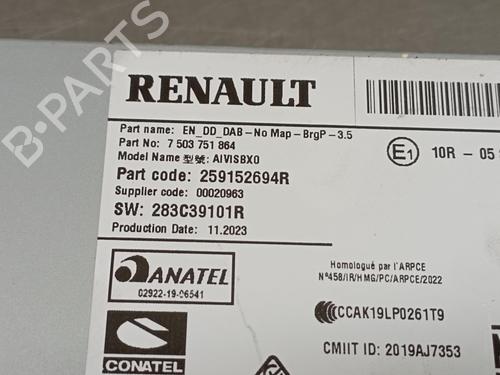 RENAULT
Part name: EN_DD_DAB-No Map-BrgP-3.5
Part No: 7 503 751 864
Model Name 型號: AIVISBX0
Part code: 259152694R
Supplier code: 00020963
SW: 283C39101R
Production Date: 11.2023
E1 10R - 05
ANATEL
02922-19-06541
Homologué par l'ARPCE
N°458/IR/HMG/PC/ARPCE/2022
CCAK19LP0261T9
CMIIT ID: 2019AJ7353
CONATEL
B-PARTS